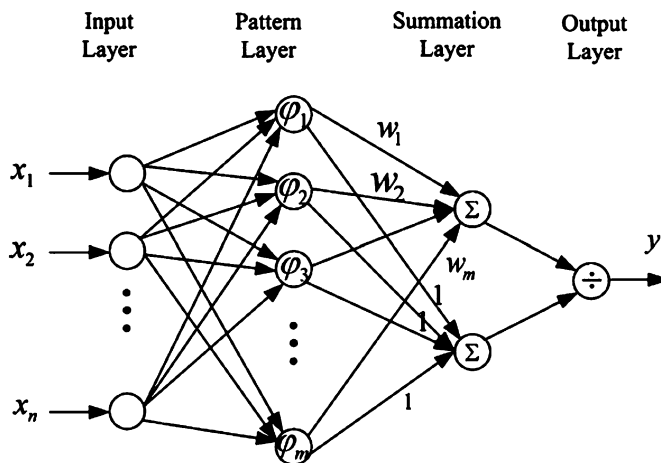 Input Layer
Pattern Layer
Summation Layer
Output Layer
x₁
x₂
xₙ
φ₁
φ₂
φ₃
φₘ
w₁
w₂
wₘ
1
1
1
Σ
Σ
÷
y